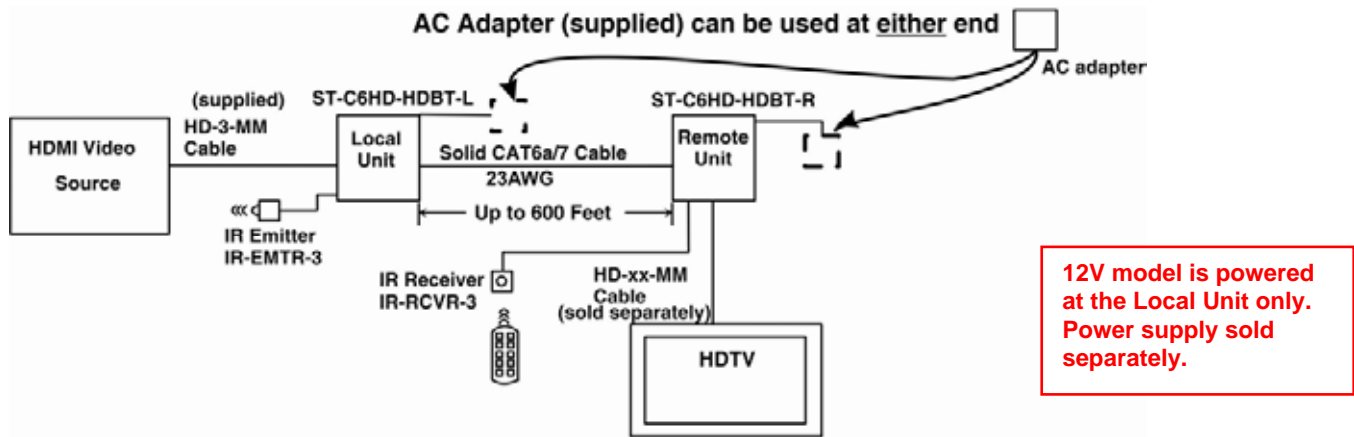 AC Adapter (supplied) can be used at either end
AC adapter
(supplied)
HD-3-MM
Cable
ST-C6HD-HDBT-L
ST-C6HD-HDBT-R
HDMI Video
Source
Local
Unit
Solid CAT6a/7 Cable
23AWG
Remote
Unit
Up to 600 Feet
IR Emitter
IR-EMTR-3
IR Receiver
IR-RCVR-3
HD-xx-MM
Cable
(sold separately)
HDTV
12V model is powered
at the Local Unit only.
Power supply sold
separately.